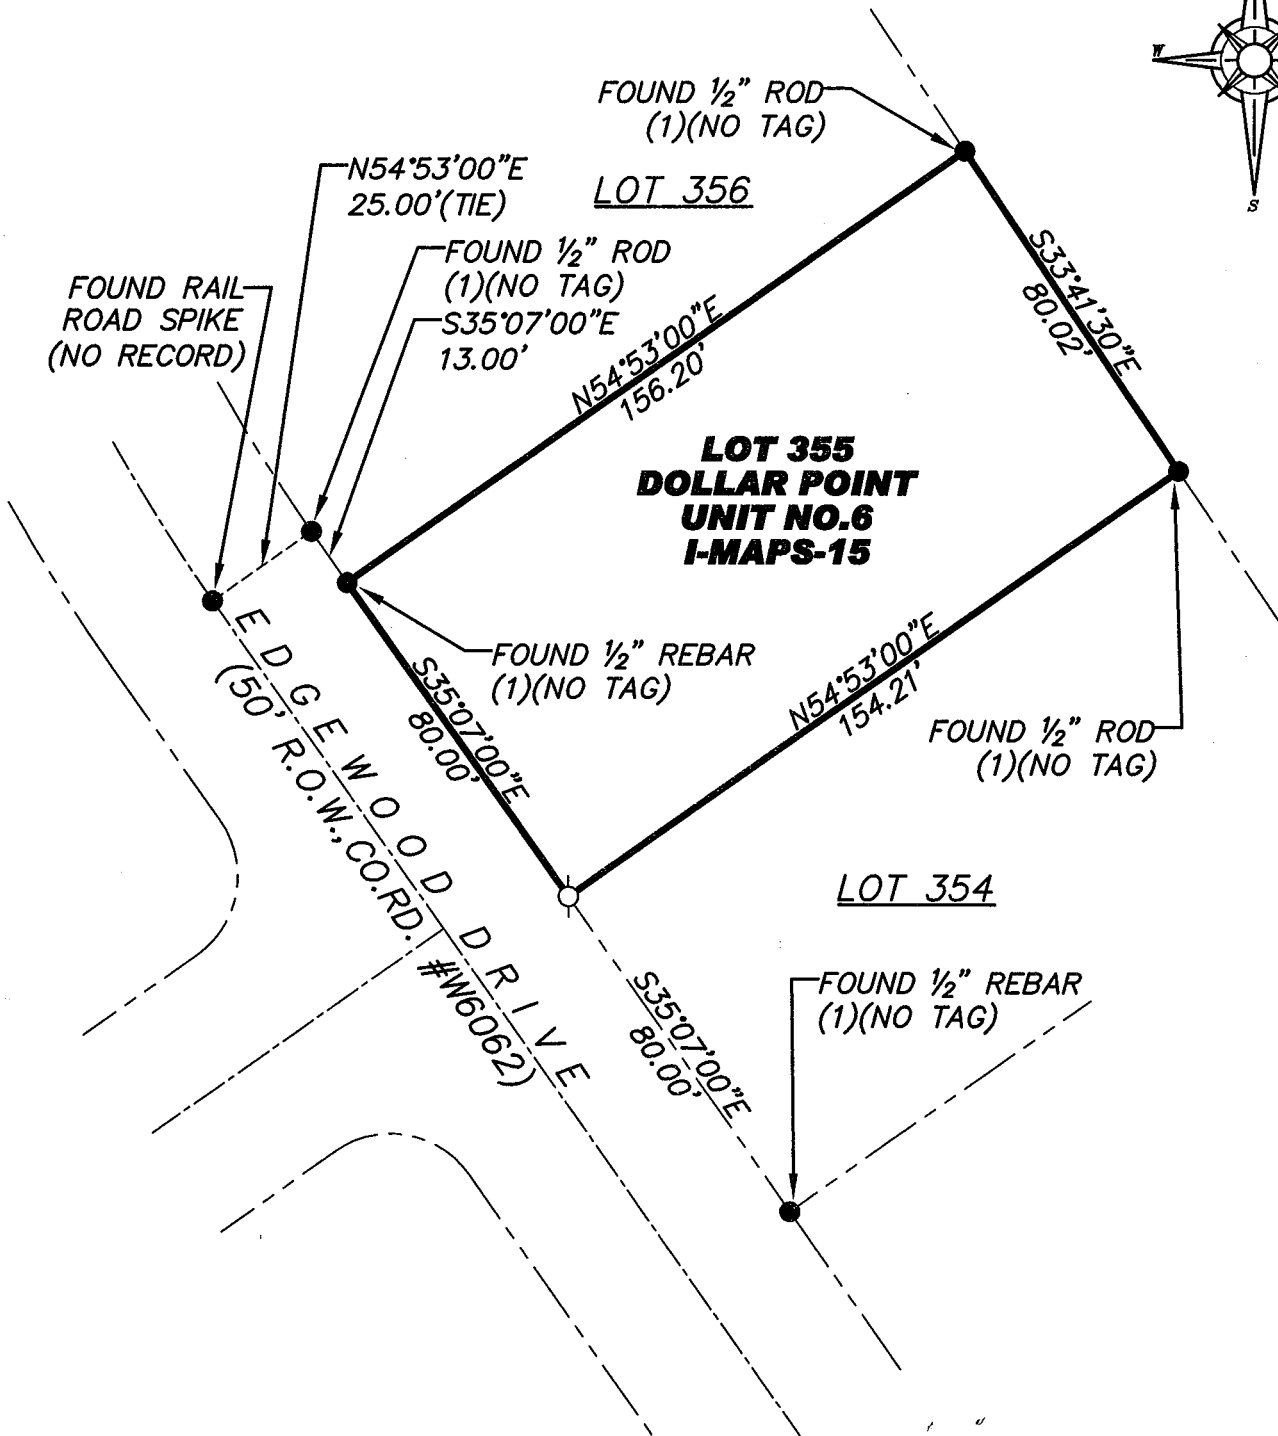 W
S
FOUND ½" ROD
(1)(NO TAG)
N54°53'00"E
25.00'(TIE)
LOT 356
FOUND ½" ROD
(1)(NO TAG)
S35°07'00"E
13.00'
FOUND RAIL
ROAD SPIKE
(NO RECORD)
S33°41'30"E
80.02'
N54°53'00"E
156.20'
LOT 355
DOLLAR POINT
UNIT NO.6
I-MAPS-15
FOUND ½" REBAR
(1)(NO TAG)
S35°07'00"E
80.00'
N54°53'00"E
154.21'
FOUND ½" ROD
(1)(NO TAG)
EDGEWOOD DRIVE
(50' R.O.W.,CO.RD. #W6062)
LOT 354
FOUND ½" REBAR
(1)(NO TAG)
S35°07'00"E
80.00'